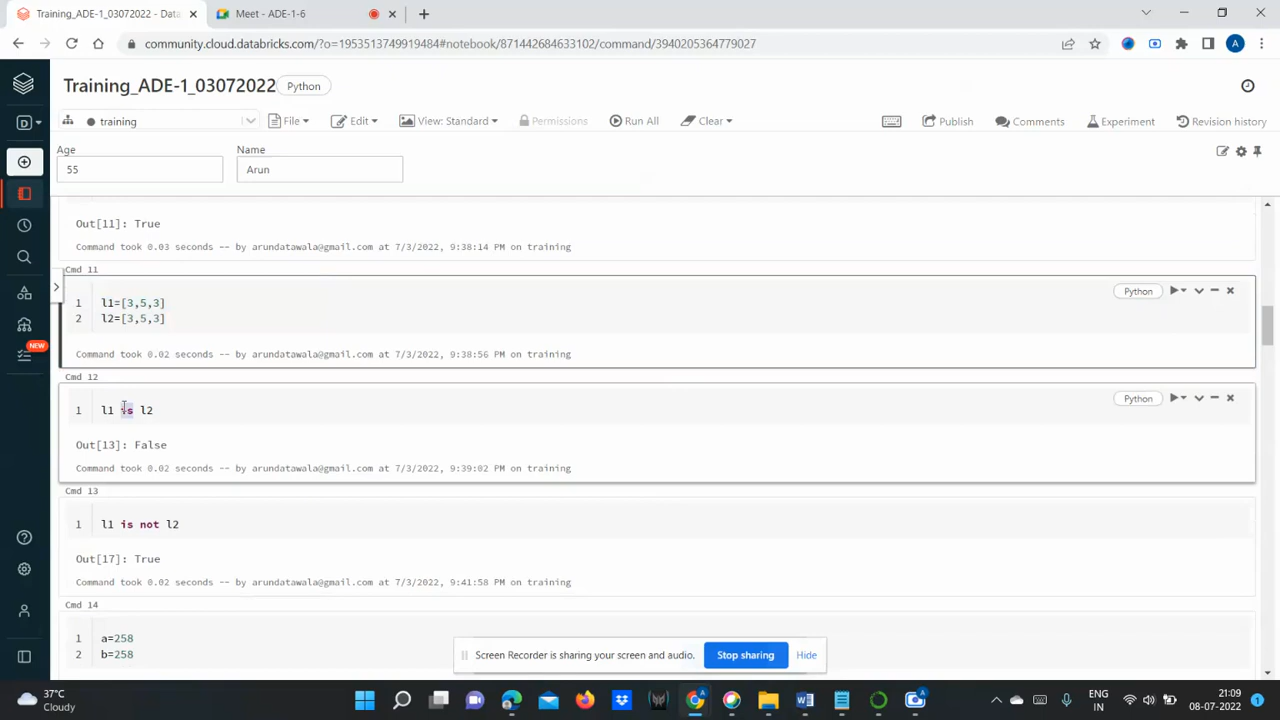 Training_ADE-1_03072022 - Data
Meet - ADE-1-6
community.cloud.databricks.com/?o=1953513749919484#notebook/871442684633102/command/3940205364779027
A
Training_ADE-1_03072022 Python
D
training File Edit View: Standard Permissions Run All Clear Publish Comments Experiment Revision history
Age Name
55 Arun
Out[11]: True
Command took 0.03 seconds -- by arundatawala@gmail.com at 7/3/2022, 9:38:14 PM on training
Cmd 11
1 l1=[3,5,3] Python
2 l2=[3,5,3]
NEW
Command took 0.02 seconds -- by arundatawala@gmail.com at 7/3/2022, 9:38:56 PM on training
Cmd 12
1 l1 is l2 Python
Out[13]: False
Command took 0.02 seconds -- by arundatawala@gmail.com at 7/3/2022, 9:39:02 PM on training
Cmd 13
1 l1 is not l2
Out[17]: True
Command took 0.02 seconds -- by arundatawala@gmail.com at 7/3/2022, 9:41:58 PM on training
Cmd 14
1 a=258
2 b=258
Screen Recorder is sharing your screen and audio. Stop sharing Hide
37°C
Cloudy
ENG
IN
21:09
08-07-2022